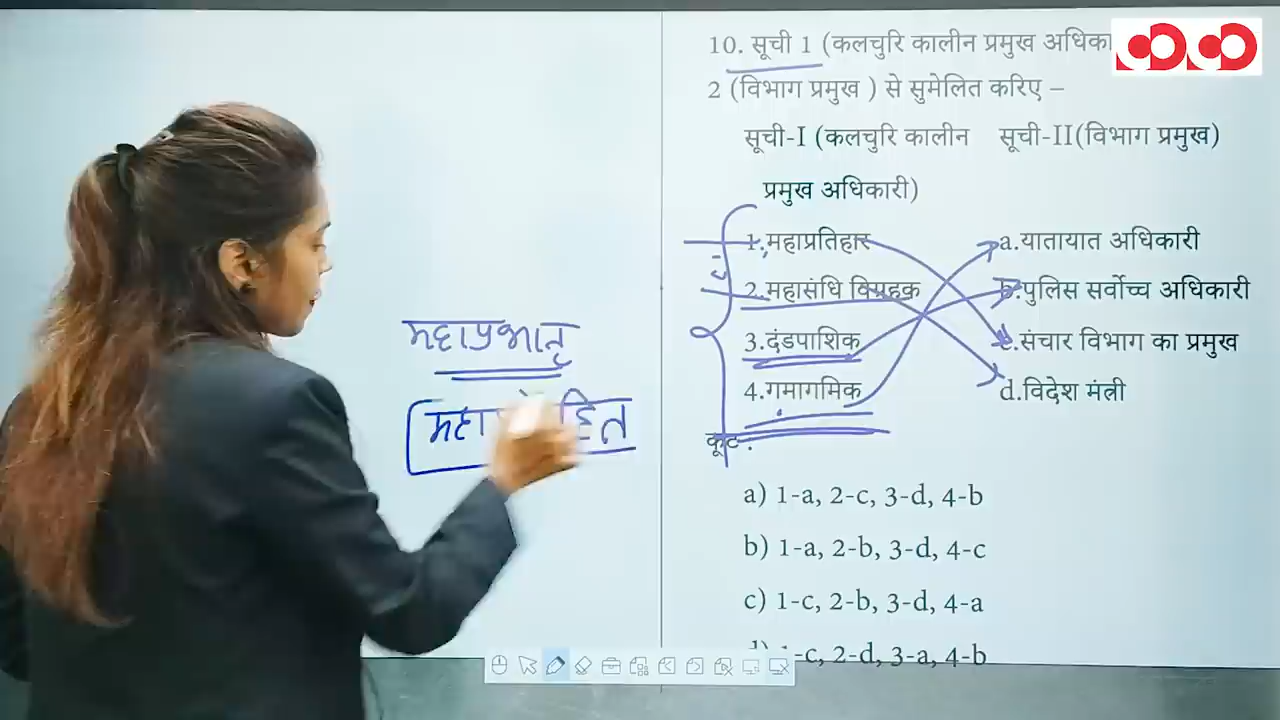 10. सूची 1 (कलचुरि कालीन प्रमुख
2 (विभाग प्रमुख ) से सुमेलित करिए –
सूची-I (कलचुरि कालीन सूची-II(विभाग प्रमुख)
प्रमुख अधिकारी)
1.महाप्रतिहार a.यातायात अधिकारी
2.महासंधि विग्रहक b.पुलिस सर्वोच्च अधिकारी
3.दंडपाशिक c.संचार विभाग का प्रमुख
4.गमागमिक d.विदेश मंत्री
कूट:
महाप्रभातृ
a) 1-a, 2-c, 3-d, 4-b
b) 1-a, 2-b, 3-d, 4-c
c) 1-c, 2-b, 3-d, 4-a
-c, 2-d, 3-a, 4-b